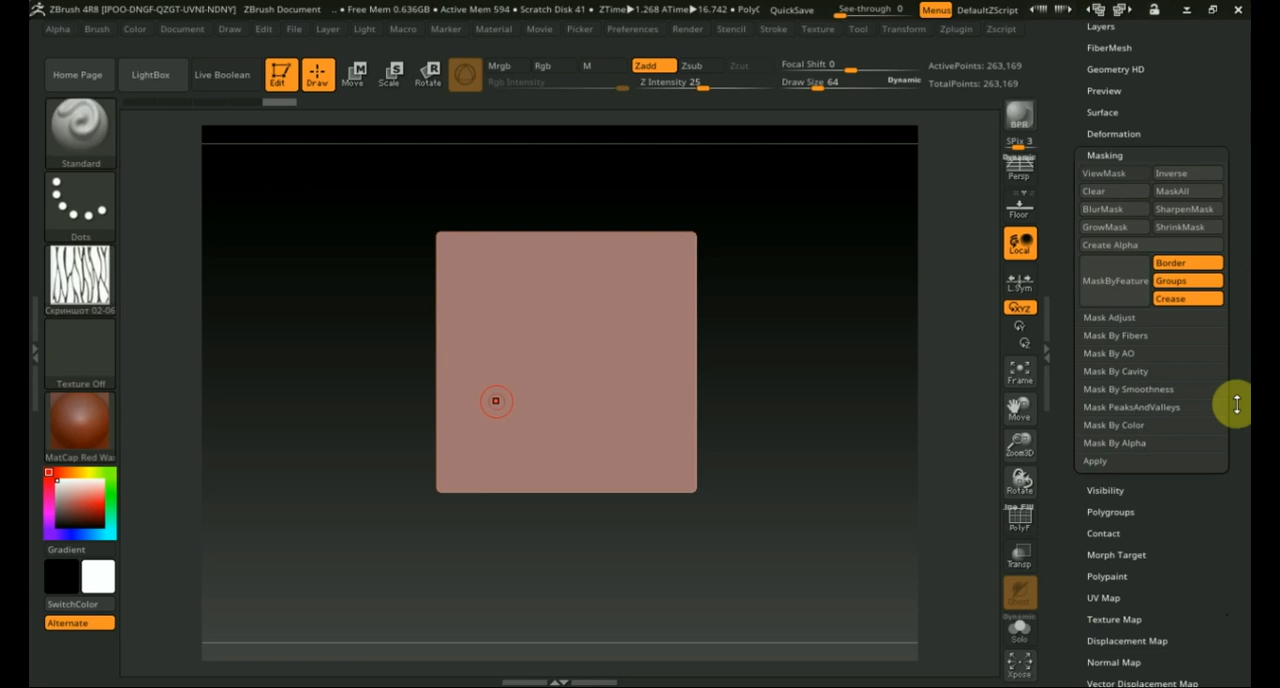 ZBrush 4R8 [IPOO-DNGF-QZGT-UVNI-NDNY] ZBrush Document .. • Free Mem 0.636GB • Active Mem 594 • Scratch Disk 41 • ZTime▶1.268 ATime▶16.742 • PolyC QuickSave See-through 0 Menus DefaultZScript
Alpha Brush Color Document Draw Edit File Layer Light Macro Marker Material Movie Picker Preferences Render Stencil Stroke Texture Tool Transform Zplugin Zscript
Home Page LightBox Live Boolean Edit Draw Move Scale Rotate
Mrgb Rgb M Zadd Zsub Zcut Focal Shift 0 ActivePoints: 263,169
Rgb Intensity Z Intensity 25 Draw Size 64 Dynamic TotalPoints: 263,169
Standard
Dots
Скриншот 02-06
Texture Off
MatCap Red Wa
Gradient
SwitchColor
Alternate
BPR
SPix 3
Dynamic
Persp
Floor
Local
L.Sym
XYZ
Y
Z
Frame
Move
Zoom3D
Rotate
Line Fill
PolyF
Transp
Ghost
Dynamic
Solo
Xpose
Layers
FiberMesh
Geometry HD
Preview
Surface
Deformation
Masking
ViewMask Inverse
Clear MaskAll
BlurMask SharpenMask
GrowMask ShrinkMask
Create Alpha
MaskByFeature Border
Groups
Crease
Mask Adjust
Mask By Fibers
Mask By AO
Mask By Cavity
Mask By Smoothness
Mask PeaksAndValleys
Mask By Color
Mask By Alpha
Apply
Visibility
Polygroups
Contact
Morph Target
Polypaint
UV Map
Texture Map
Displacement Map
Normal Map
Vector Displacement Map